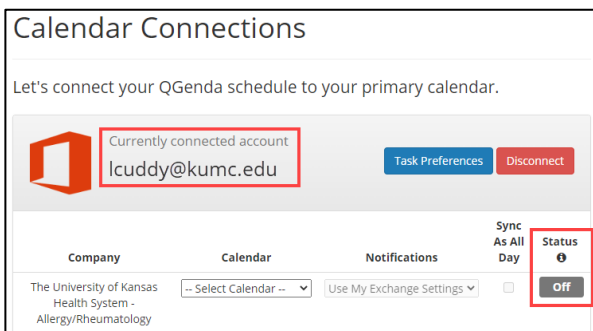 Calendar Connections
Let's connect your QGenda schedule to your primary calendar.
Currently connected account
lcuddy@kumc.edu
Task Preferences Disconnect
Company Calendar Notifications Sync As All Day Status
The University of Kansas
Health System -
Allergy/Rheumatology
-- Select Calendar -- Use My Exchange Settings Off